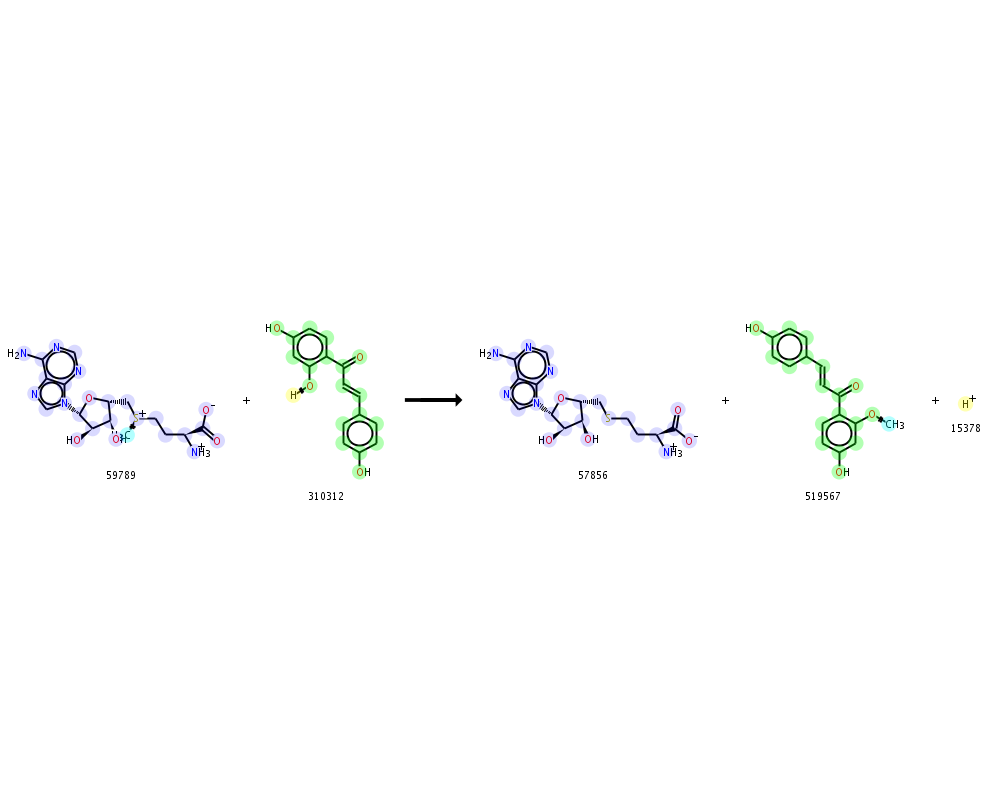 HO
HO
H₂N N O H₂N N O
N O⁻ O N O⁻
N O H⁺ + N O
N S⁺ O + N S O + O + H⁺
HO OH C NH₃⁺ HO OH NH₃⁺ O CH₃ 15378
OH OH
59789 57856
310312 519567